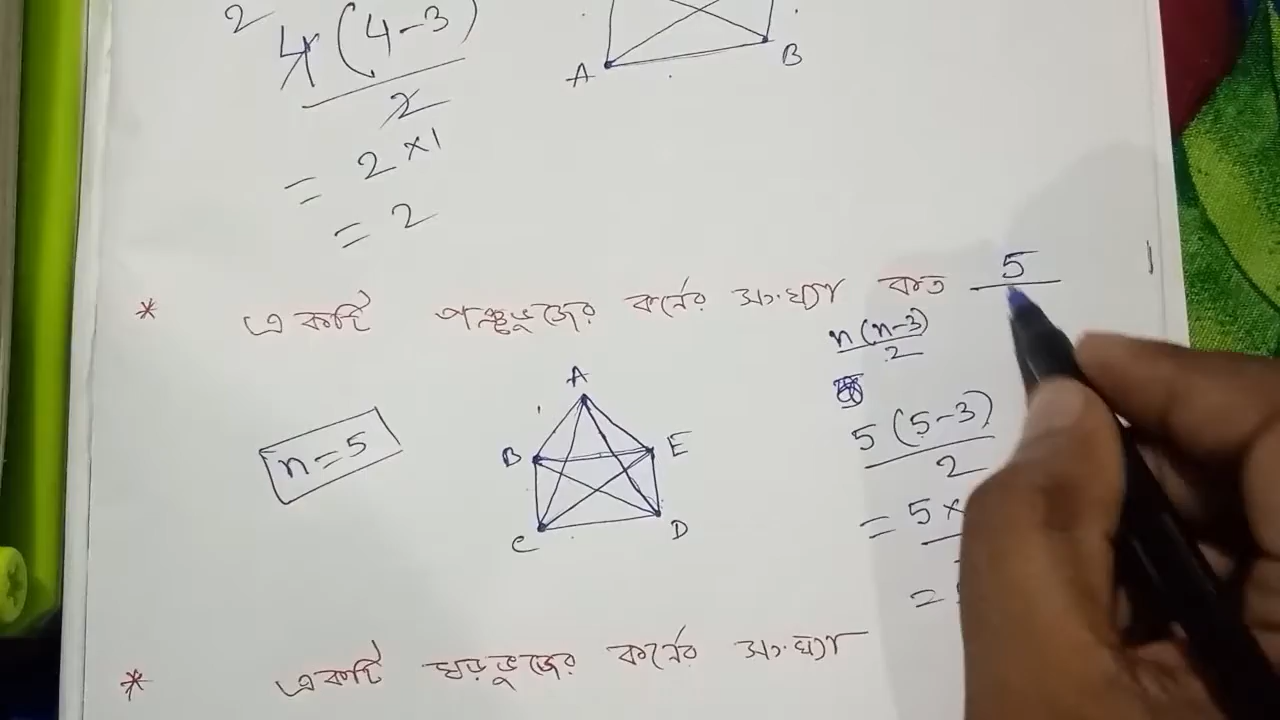 2
4(4-3)
2
= 2×1
= 2
A B
* একটি পঞ্চভূজের কর্নের সংখ্যা কত 5
n(n-3)
2
n=5
A
B E
C D
5(5-3)
2
= 5×
=
* একটি ষড়ভূজের কর্নের সংখ্যা